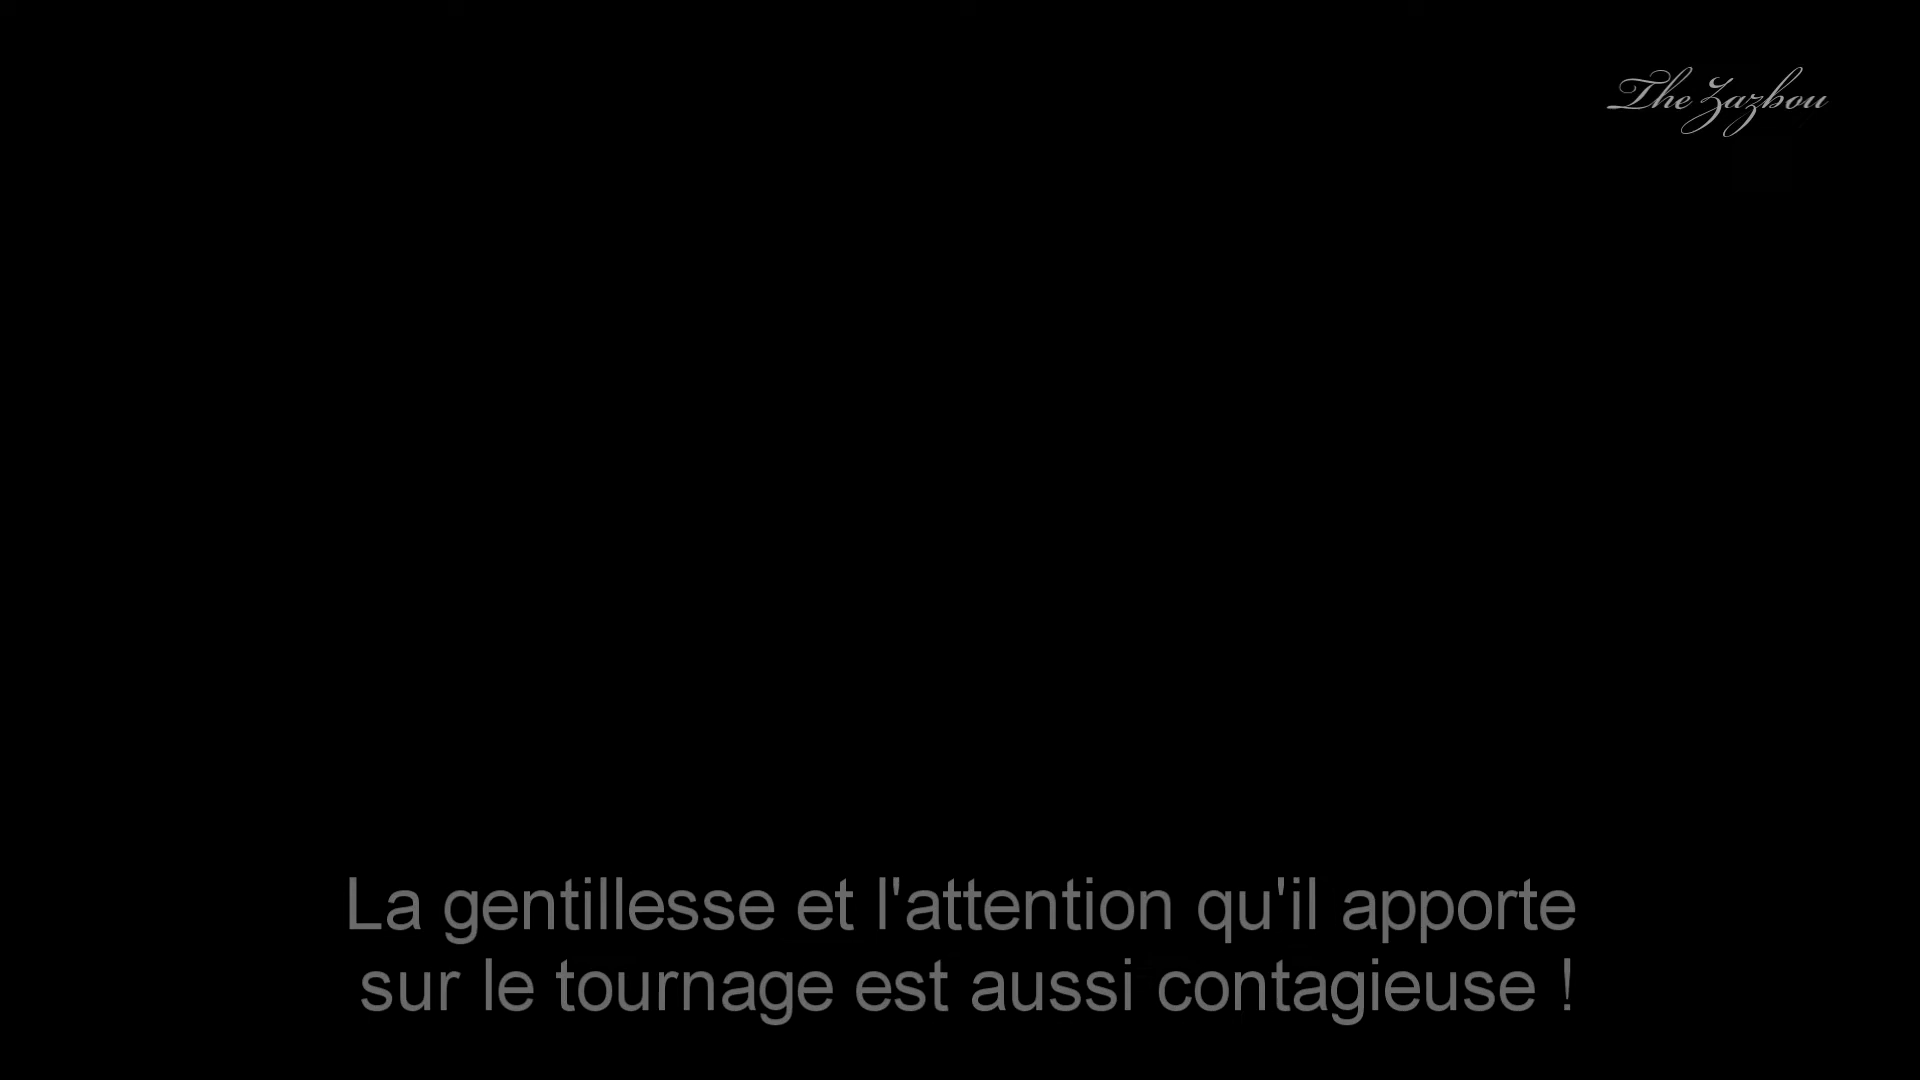 The Zazbou
La gentillesse et l'attention qu'il apporte
sur le tournage est aussi contagieuse !